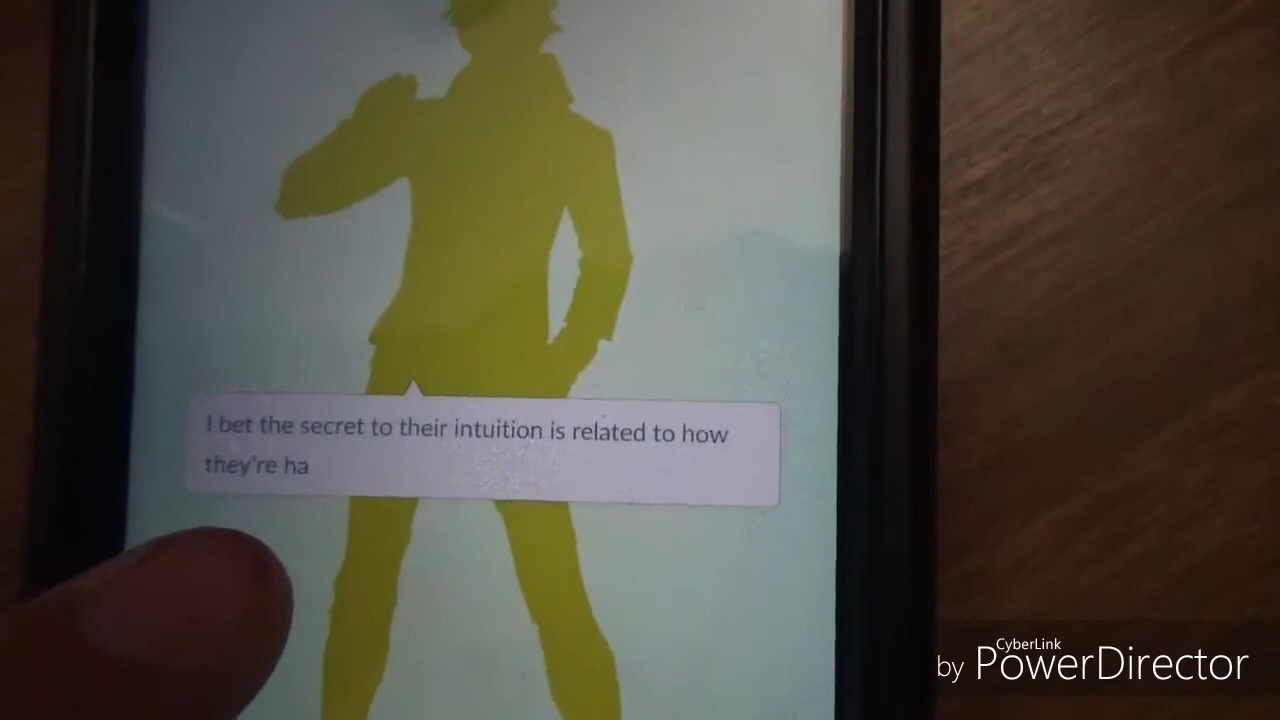 I bet the secret to their intuition is related to how
they're ha
CyberLink
by PowerDirector